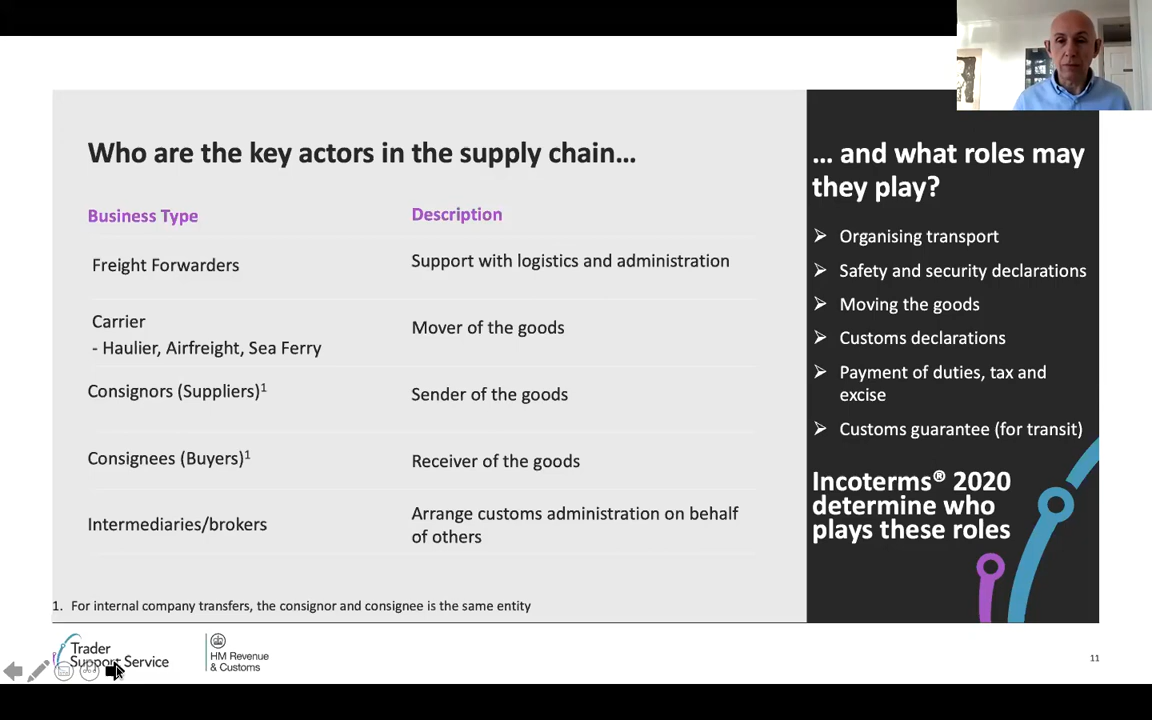 Who are the key actors in the supply chain...
Business Type
Description
Freight Forwarders
Support with logistics and administration
Carrier
- Haulier, Airfreight, Sea Ferry
Mover of the goods
Consignors (Suppliers)1
Sender of the goods
Consignees (Buyers)1
Receiver of the goods
Intermediaries/brokers
Arrange customs administration on behalf
of others
1. For internal company transfers, the consignor and consignee is the same entity
... and what roles may
they play?
Organising transport
Safety and security declarations
Moving the goods
Customs declarations
Payment of duties, tax and
excise
Customs guarantee (for transit)
Incoterms® 2020
determine who
plays these roles
Trader
Support Service
HM Revenue
& Customs
11